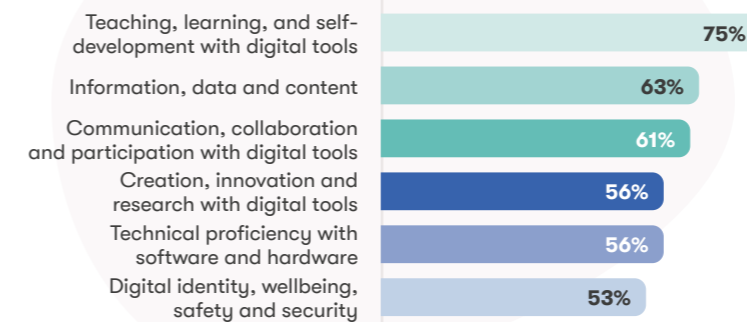 Teaching, learning, and self-
development with digital tools
75%
Information, data and content
63%
Communication, collaboration
and participation with digital tools
61%
Creation, innovation and
research with digital tools
56%
Technical proficiency with
software and hardware
56%
Digital identity, wellbeing,
safety and security
53%